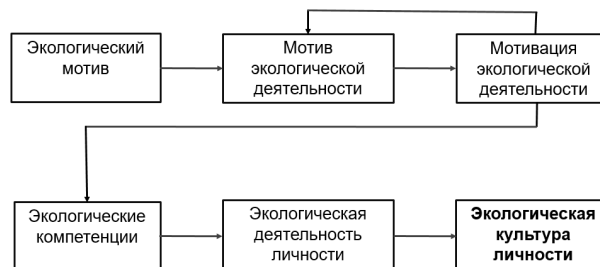 Экологический
мотив
Мотив
экологической
деятельности
Мотивация
экологической
деятельности
Экологические
компетенции
Экологическая
деятельность
личности
Экологическая
культура
личности